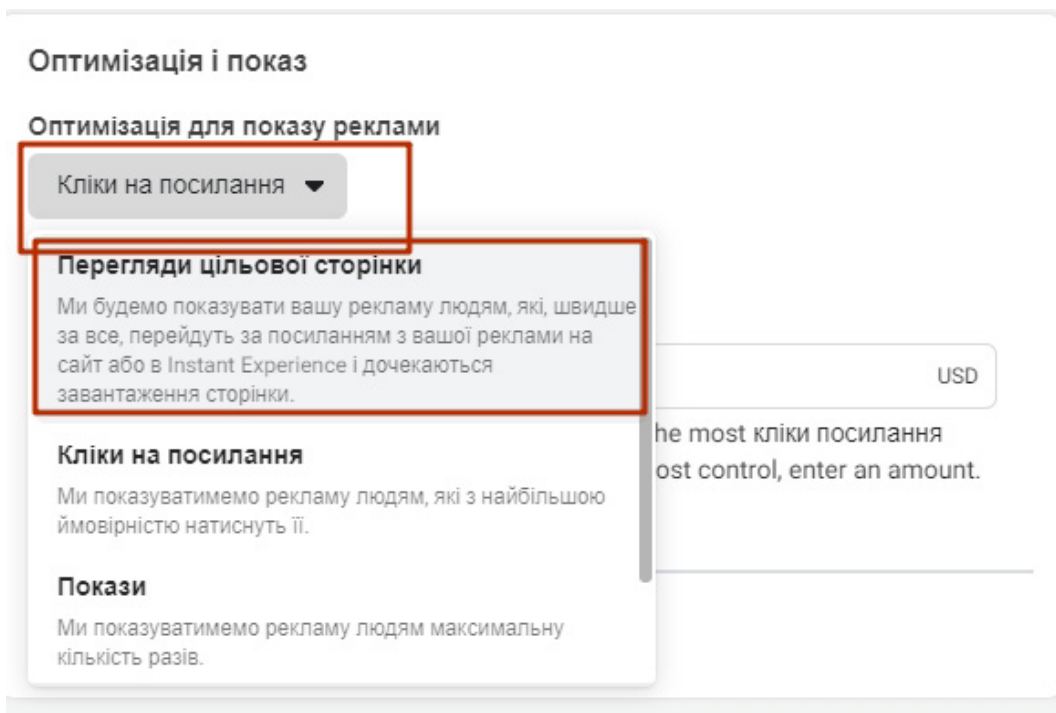 Оптимізація і показ
Оптимізація для показу реклами
Кліки на посилання
Перегляди цільової сторінки
Ми будемо показувати вашу рекламу людям, які, швидше
за все, перейдуть за посиланням з вашої реклами на
сайт або в Instant Experience і дочекаються
завантаження сторінки.
USD
he most кліки посилання
Кліки на посилання
ost control, enter an amount.
Ми показуватимемо рекламу людям, які з найбільшою
ймовірністю натиснуть її.
Покази
Ми показуватимемо рекламу людям максимальну
кількість разів.